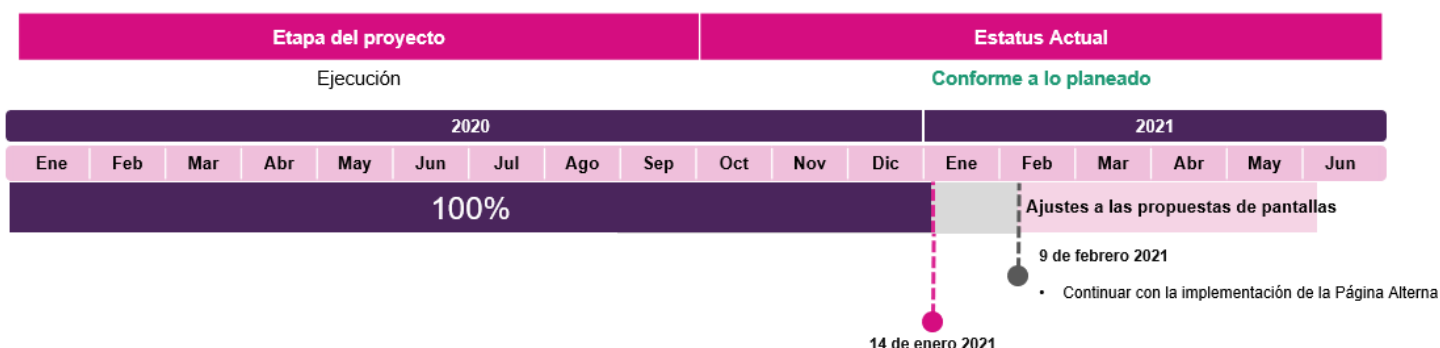 Etapa del proyecto Estatus Actual
Ejecución Conforme a lo planeado
2020 2021
Ene Feb Mar Abr May Jun Jul Ago Sep Oct Nov Dic Ene Feb Mar Abr May Jun
100% Ajustes a las propuestas de pantallas
9 de febrero 2021
• Continuar con la implementación de la Página Alterna
14 de enero 2021